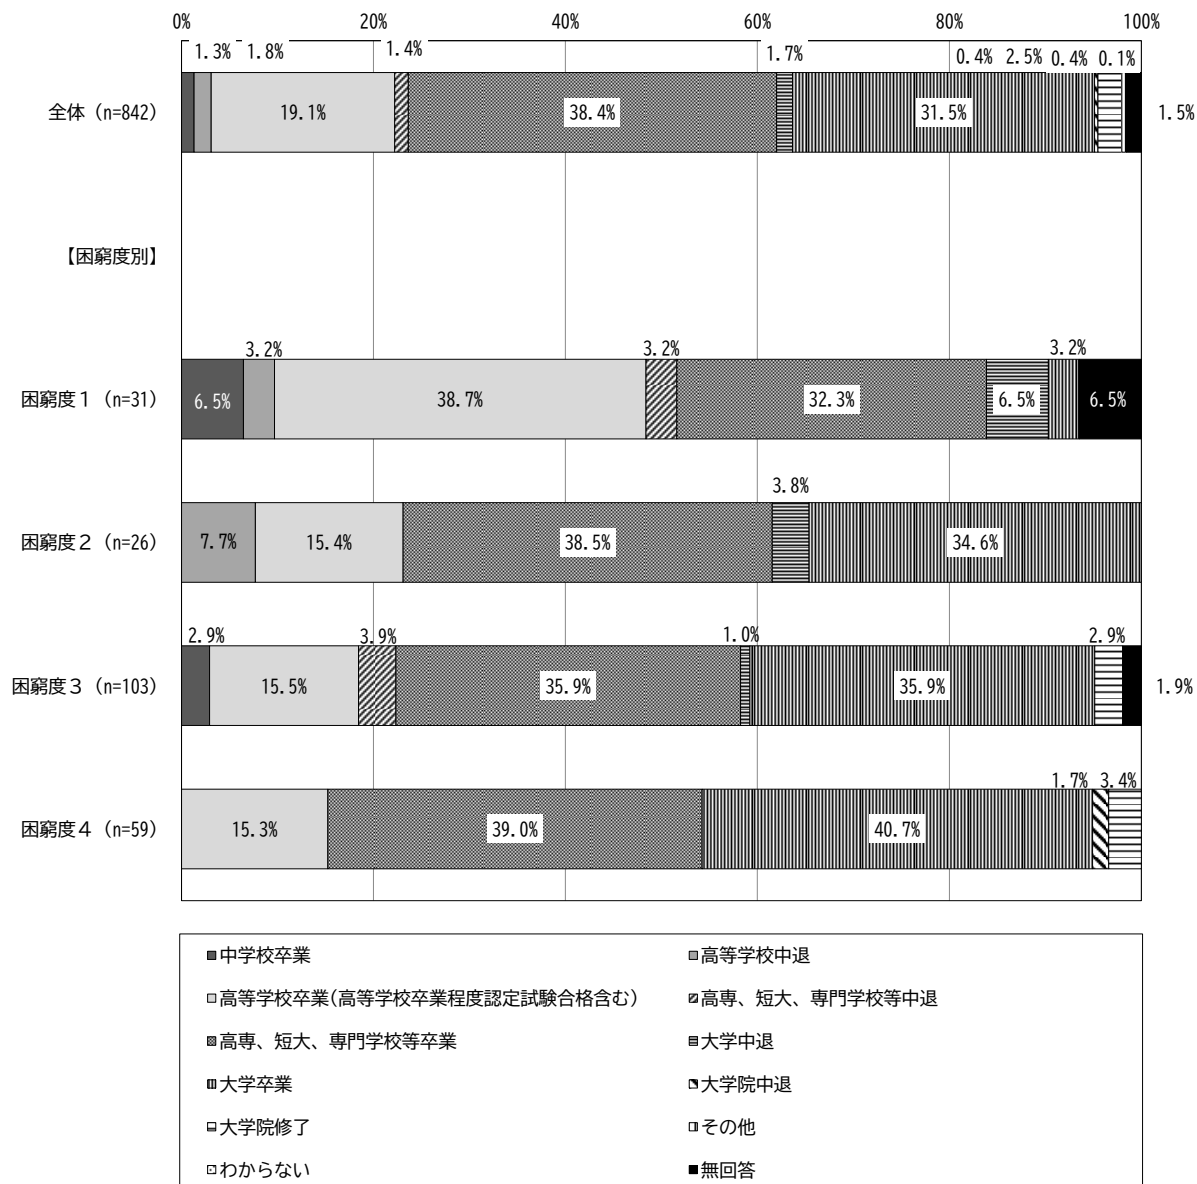 0% 20% 40% 60% 80% 100%
1.3% 1.8% 1.4% 1.7% 0.4% 2.5% 0.4% 0.1%
全体 (n=842) 19.1% 38.4% 31.5% 1.5%
【困窮度別】
3.2% 3.2% 3.2%
困窮度1 (n=31) 6.5% 38.7% 32.3% 6.5% 6.5%
3.8%
困窮度2 (n=26) 7.7% 15.4% 38.5% 34.6%
2.9% 3.9% 1.0% 2.9%
困窮度3 (n=103) 15.5% 35.9% 35.9% 1.9%
1.7% 3.4%
困窮度4 (n=59) 15.3% 39.0% 40.7%
中学校卒業 高等学校中退
高等学校卒業(高等学校卒業程度認定試験合格含む) 高専、短大、専門学校等中退
高専、短大、専門学校等卒業 大学中退
大学卒業 大学院中退
大学院修了 その他
わからない 無回答